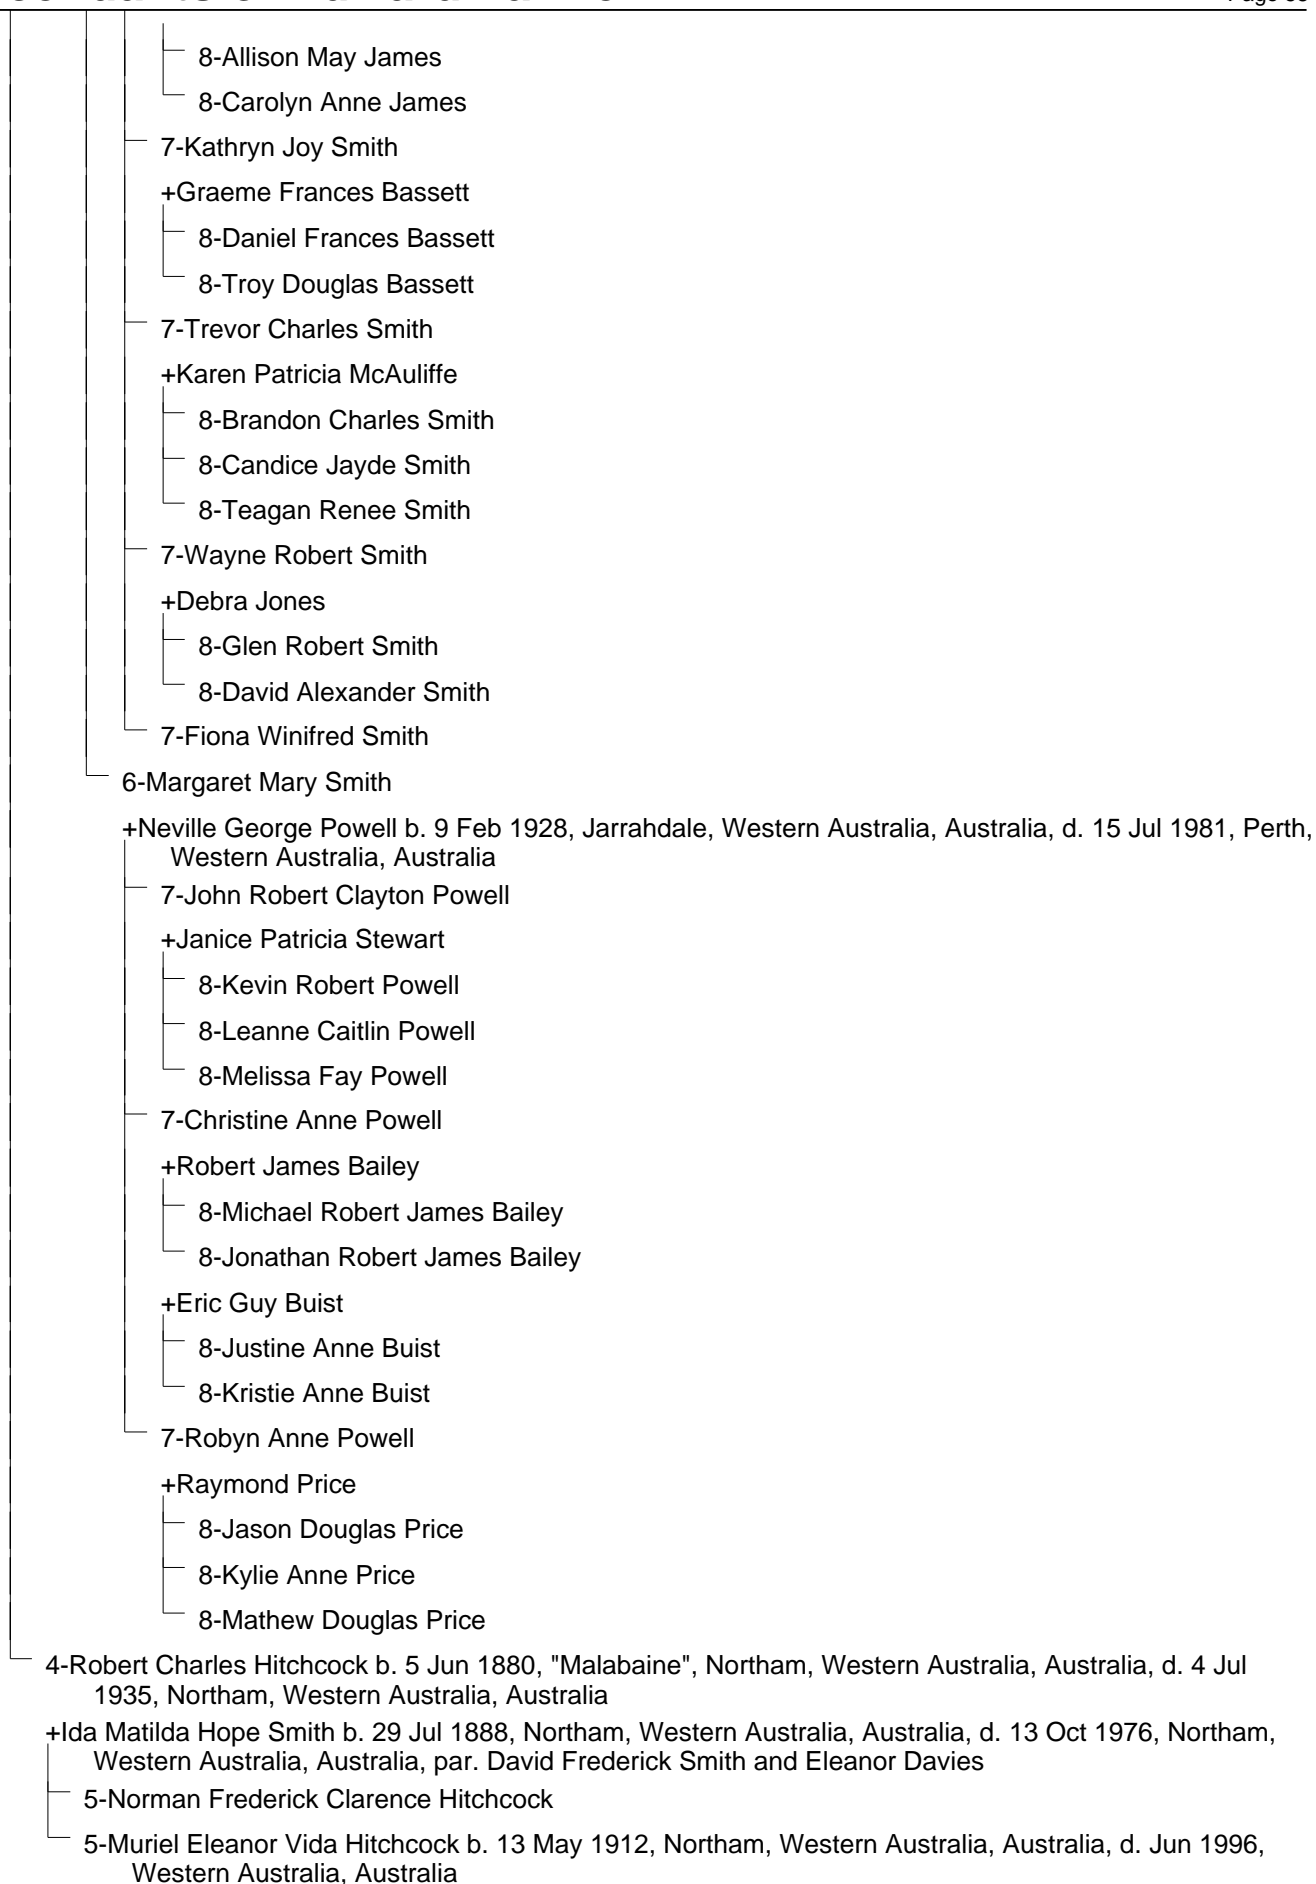 8-Allison May James
8-Carolyn Anne James
7-Kathryn Joy Smith
+Graeme Frances Bassett
8-Daniel Frances Bassett
8-Troy Douglas Bassett
7-Trevor Charles Smith
+Karen Patricia McAuliffe
8-Brandon Charles Smith
8-Candice Jayde Smith
8-Teagan Renee Smith
7-Wayne Robert Smith
+Debra Jones
8-Glen Robert Smith
8-David Alexander Smith
7-Fiona Winifred Smith
6-Margaret Mary Smith
+Neville George Powell b. 9 Feb 1928, Jarrahdale, Western Australia, Australia, d. 15 Jul 1981, Perth,
Western Australia, Australia
7-John Robert Clayton Powell
+Janice Patricia Stewart
8-Kevin Robert Powell
8-Leanne Caitlin Powell
8-Melissa Fay Powell
7-Christine Anne Powell
+Robert James Bailey
8-Michael Robert James Bailey
8-Jonathan Robert James Bailey
+Eric Guy Buist
8-Justine Anne Buist
8-Kristie Anne Buist
7-Robyn Anne Powell
+Raymond Price
8-Jason Douglas Price
8-Kylie Anne Price
8-Mathew Douglas Price
4-Robert Charles Hitchcock b. 5 Jun 1880, "Malabaine", Northam, Western Australia, Australia, d. 4 Jul
1935, Northam, Western Australia, Australia
+Ida Matilda Hope Smith b. 29 Jul 1888, Northam, Western Australia, Australia, d. 13 Oct 1976, Northam,
Western Australia, Australia, par. David Frederick Smith and Eleanor Davies
5-Norman Frederick Clarence Hitchcock
5-Muriel Eleanor Vida Hitchcock b. 13 May 1912, Northam, Western Australia, Australia, d. Jun 1996,
Western Australia, Australia